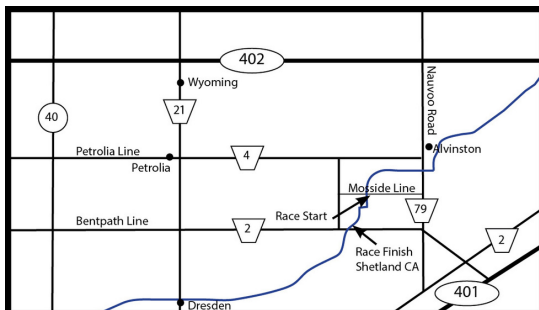 402
Wyoming
Nauvoo Road
21
40
Alvinston
Petrolia Line
4
Petrolia
Mosside Line
79
Race Start
Bentpath Line
2
2
Race Finish
Shetland CA
401
Dresden